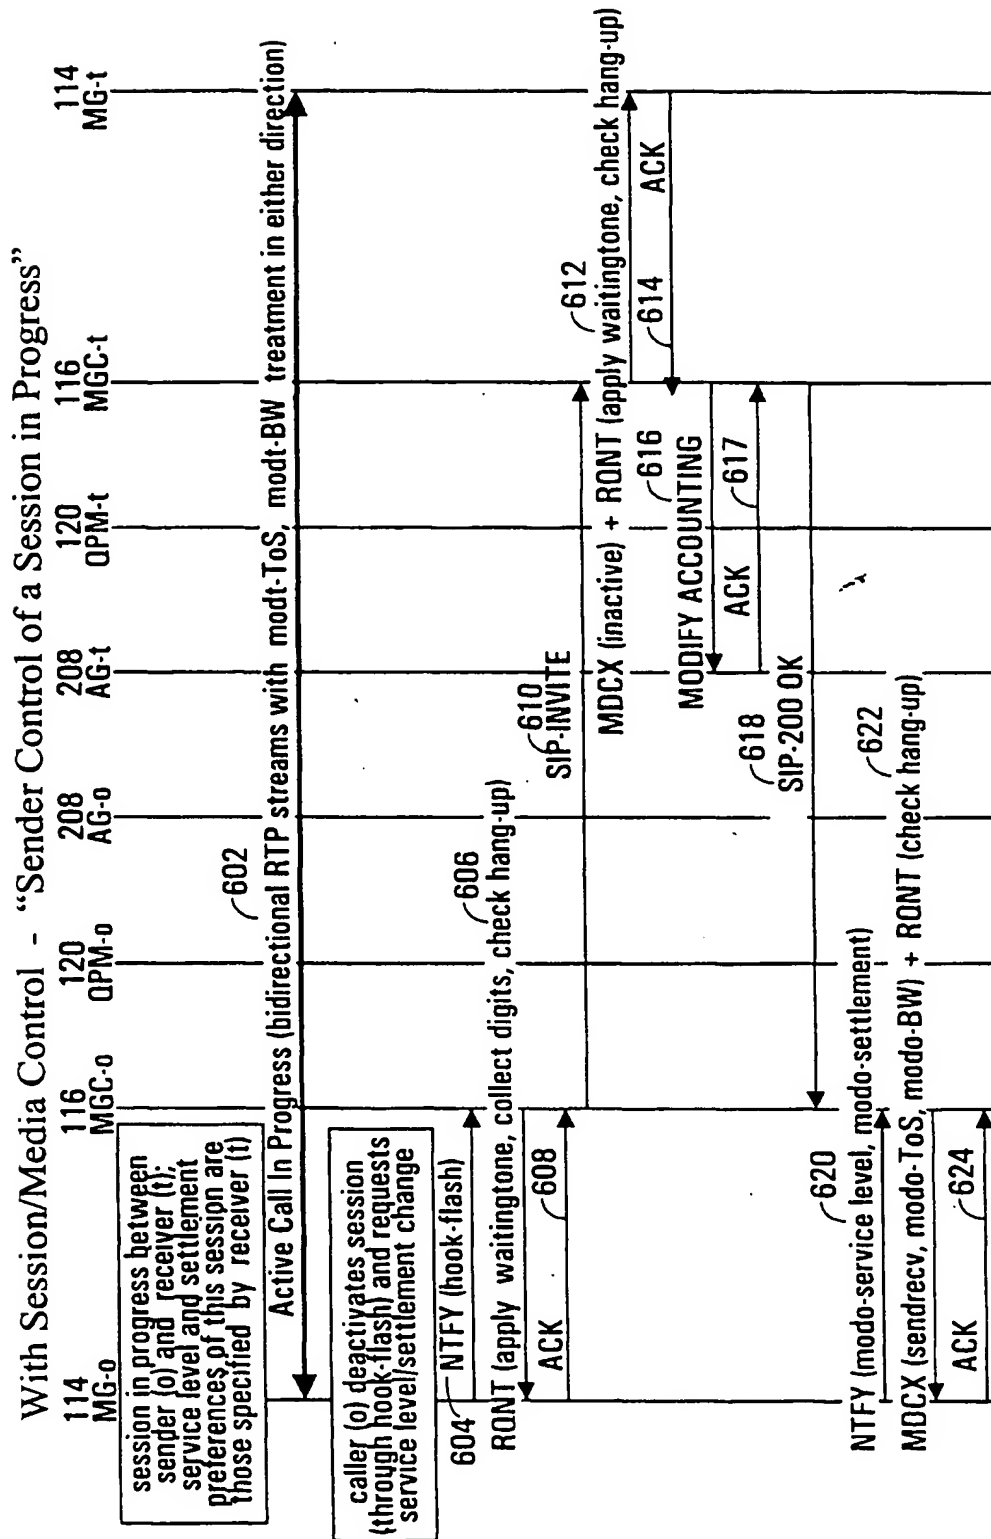 With Session/Media Control - "Sender Control of a Session in Progress"
114
MG-o
116
MGC-o
120
QPM-o
208
AG-o
208
AG-t
120
QPM-t
116
MGC-t
114
MG-t
session in progress between
sender (o) and receiver (t);
service level and settlement
preferences of this session are
those specified by receiver (t)
602
Active Call In Progress (bidirectional RTP streams with modt-ToS, modt-BW treatment in either direction)
caller (o) deactivates session
(through hook-flash) and requests
service level/settlement change
604
NTFY (hook-flash)
606
RQNT (apply waitingtone, collect digits, check hang-up)
ACK
608
610
SIP-INVITE
612
MDCX (inactive) + RQNT (apply waitingtone, check hang-up)
614
ACK
616
MODIFY ACCOUNTING
ACK
617
618
SIP-200 OK
620
NTFY (modo-service level, modo-settlement)
622
MDCX (sendrecv, modo-ToS, modo-BW) + RQNT (check hang-up)
ACK
624